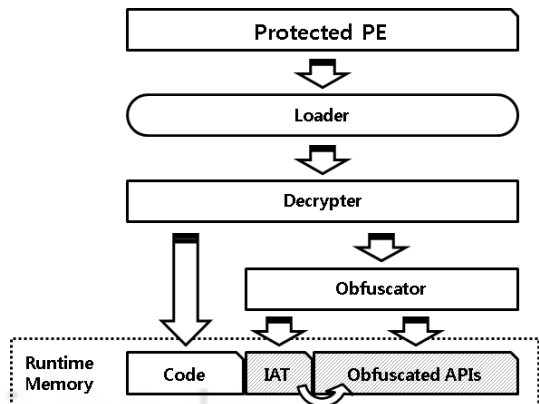 Protected PE
Loader
Decrypter
Obfuscator
Runtime
Memory
Code
IAT
Obfuscated APIs